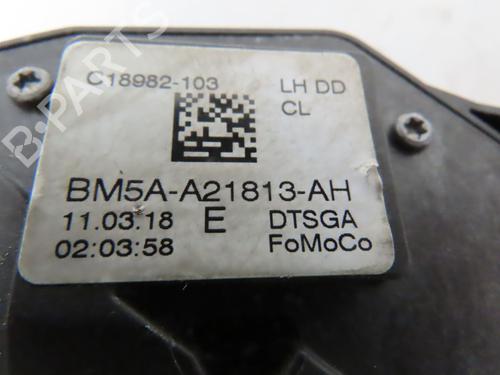 C18982-103 LH DD
CL
BM5A-A21813-AH
11.03.18 E DTSGA
02:03:58 FoMoCo
B-PARTS